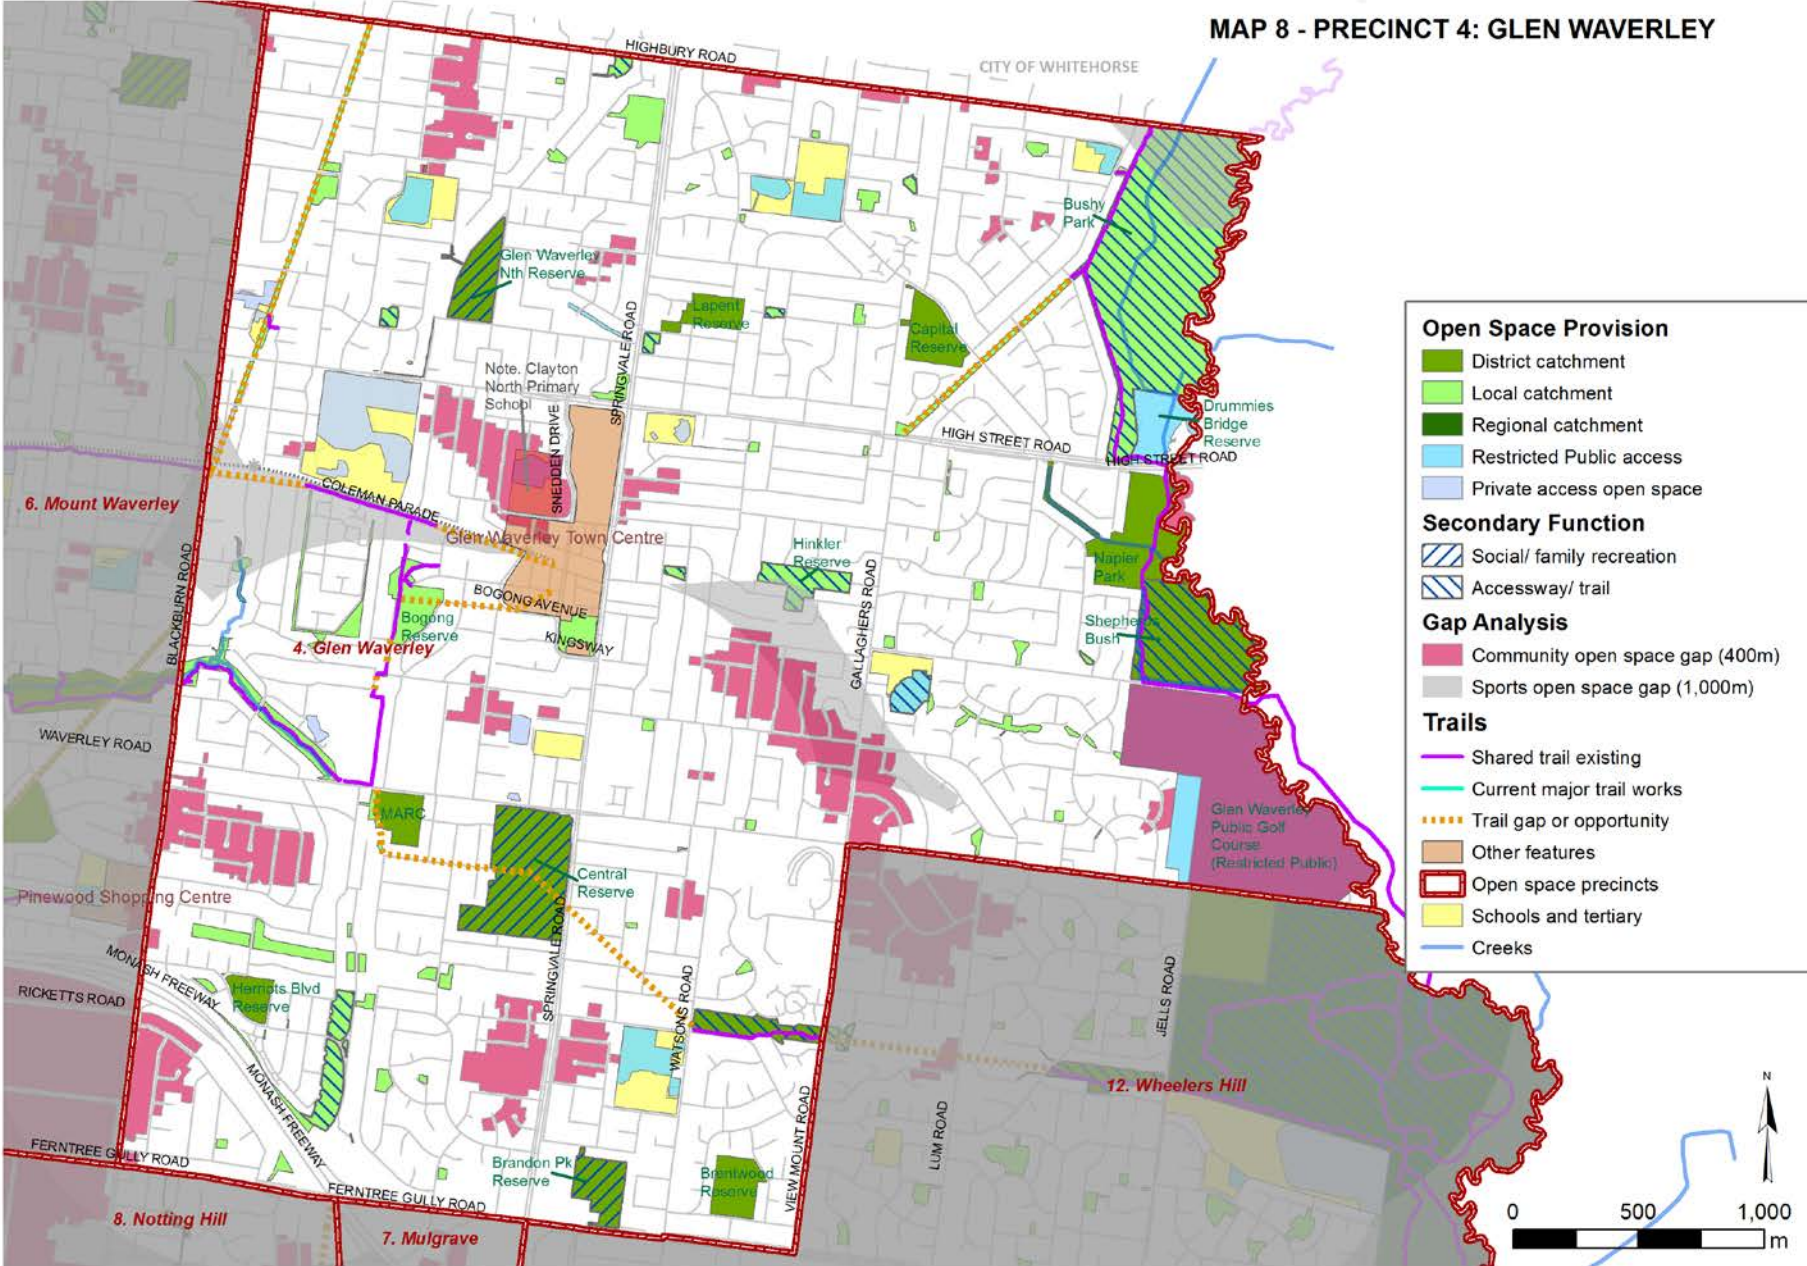 MAP 8 - PRECINCT 4: GLEN WAVERLEY
HIGHBURY ROAD
CITY OF WHITEHORSE
Bushy
Park
Glen Waverley
Nth Reserve
SPRINGVALE ROAD
Lapent
Reserve
Capital
Reserve
Note. Clayton
North Primary
School
SNEDDEN DRIVE
Drummies
Bridge
Reserve
HIGH STREET ROAD
HIGH STREET ROAD
6. Mount Waverley
COLEMAN PARADE
Glen Waverley Town Centre
Hinkler
Reserve
Napier
Park
BLACKBURN ROAD
BOGONG AVENUE
Bogong
Reserve
KINGSWAY
GALLAGHERS ROAD
Shepherds
Bush
4. Glen Waverley
WAVERLEY ROAD
MARC
Glen Waverley
Public Golf
Course
(Restricted Public)
Central
Reserve
Pinewood Shopping Centre
SPRINGVALE ROAD
MONASH FREEWAY
RICKETTS ROAD
Herriots Blvd
Reserve
WATSONS ROAD
JELLS ROAD
MONASH FREEWAY
12. Wheelers Hill
VIEW MOUNT ROAD
LUM ROAD
FERNTREE GULLY ROAD
Brandon Pk
Reserve
Brentwood
Reserve
FERNTREE GULLY ROAD
8. Notting Hill
7. Mulgrave
Open Space Provision
District catchment
Local catchment
Regional catchment
Restricted Public access
Private access open space
Secondary Function
Social/ family recreation
Accessway/ trail
Gap Analysis
Community open space gap (400m)
Sports open space gap (1,000m)
Trails
Shared trail existing
Current major trail works
Trail gap or opportunity
Other features
Open space precincts
Schools and tertiary
Creeks
N
0 500 1,000
m